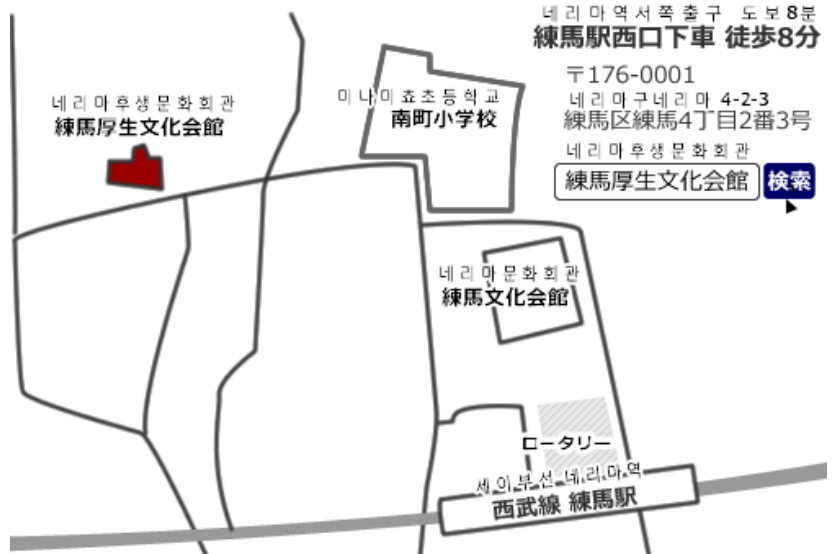 네리마역서쪽출구 도보8분
練馬駅西口下車 徒歩8分
〒176-0001
네리마구네리마 4-2-3
練馬区練馬4丁目2番3号
네리마후생문화회관
練馬厚生文化会館 検索
네리마후생문화회관
練馬厚生文化会館
미나미쵸초등학교
南町小学校
네리마문화회관
練馬文化会館
ロータリー
세이부선 네리마역
西武線 練馬駅